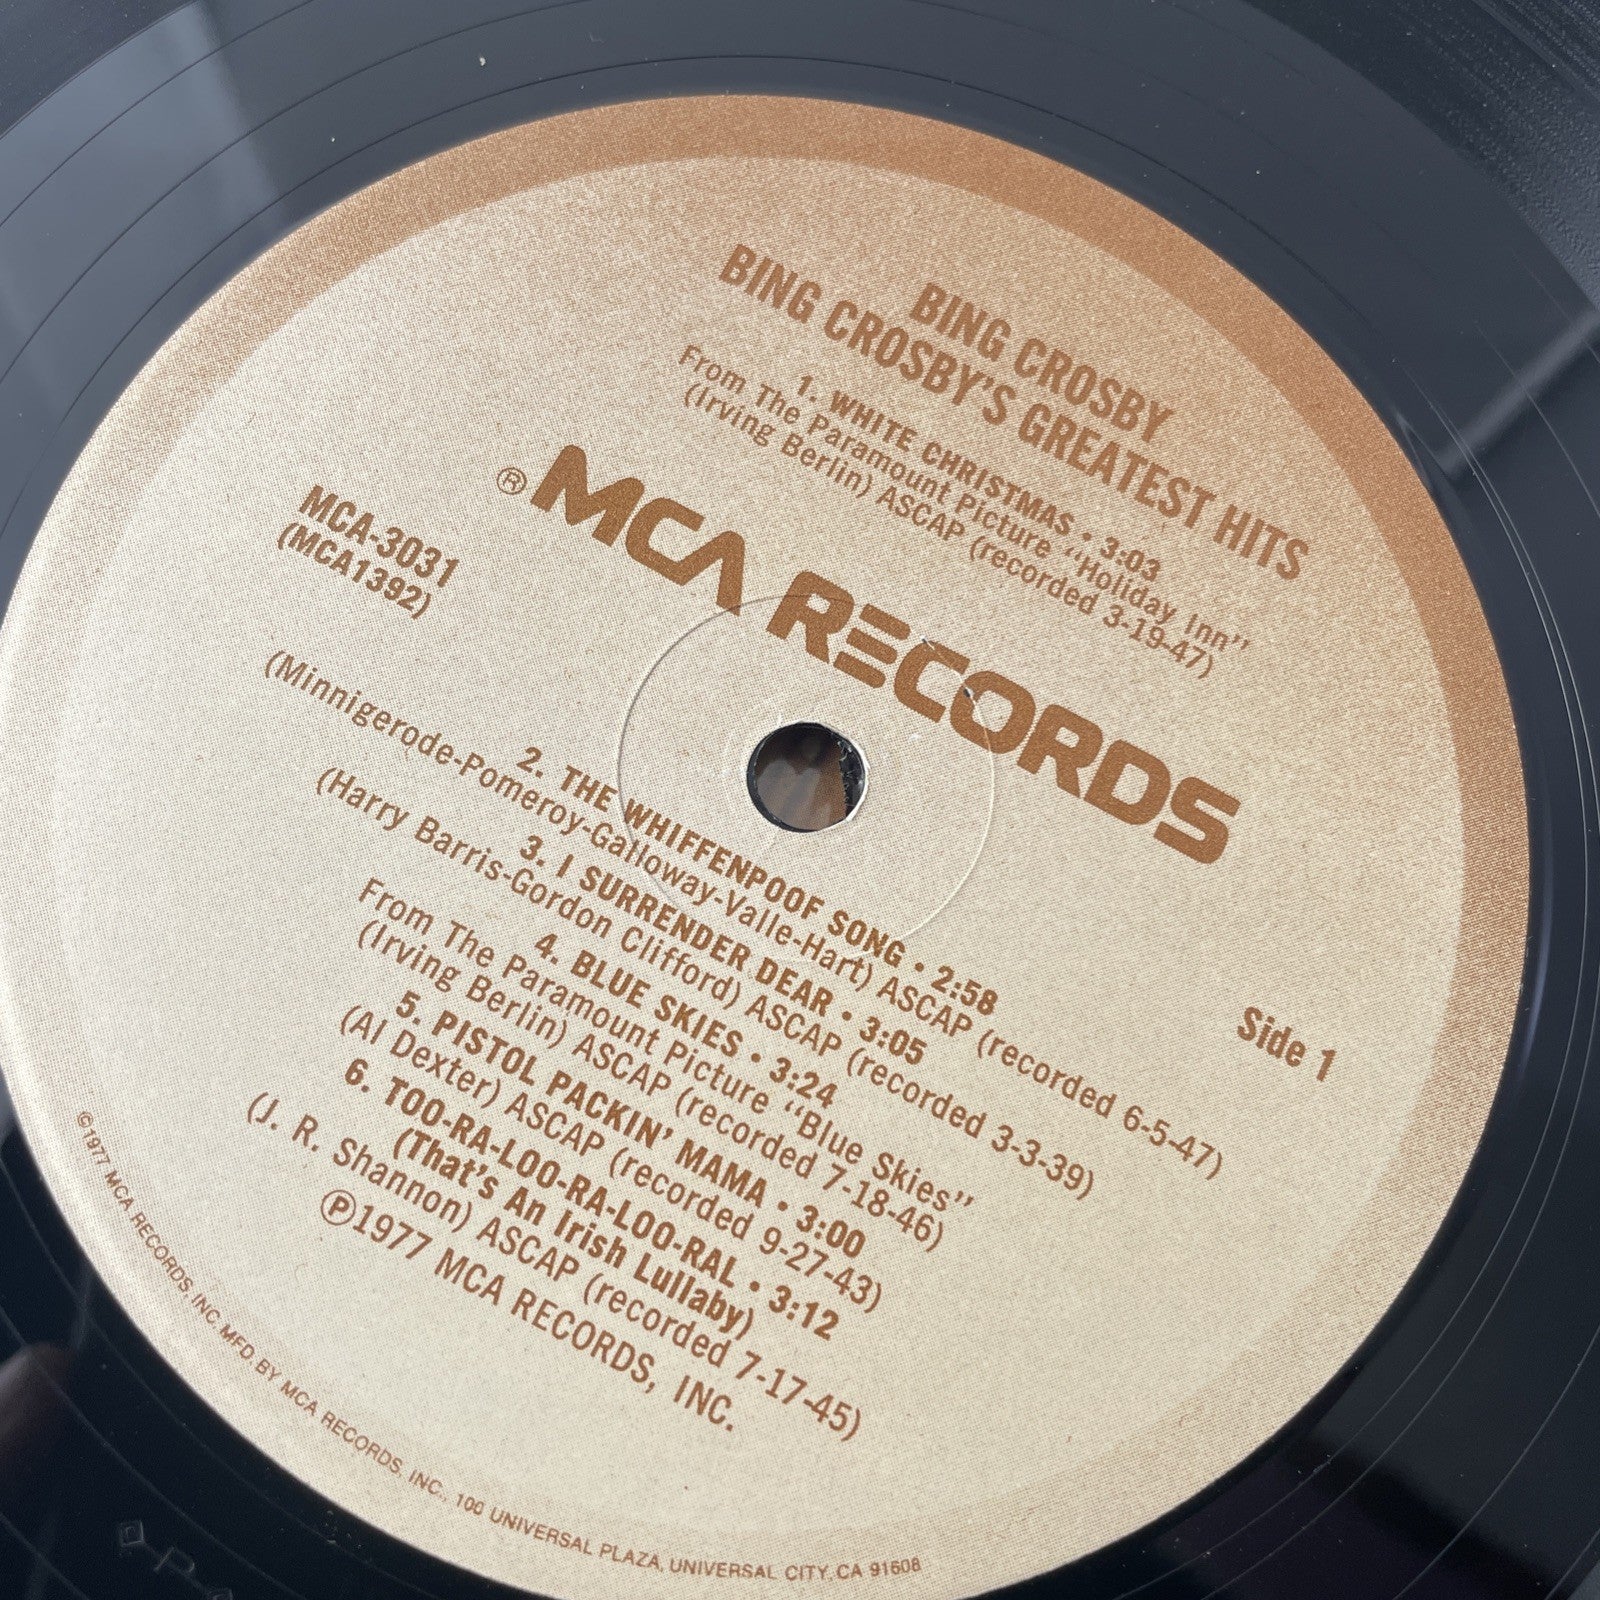 BING CROSBY
BING CROSBY'S GREATEST HITS
1. WHITE CHRISTMAS • 3:03
From The Paramount Picture "Holiday Inn"
(Irving Berlin) ASCAP (recorded 3-19-47)
® MCA RECORDS
MCA-3031
(MCA1392)
Side 1
2. THE WHIFFENPOOF SONG • 2:58
(Minnigerode-Pomeroy-Galloway-Valle-Hart) ASCAP (recorded 6-5-47)
3. I SURRENDER DEAR • 3:05
(Harry Barris-Gordon Clifford) ASCAP (recorded 3-3-39)
4. BLUE SKIES • 3:24
From The Paramount Picture "Blue Skies"
(Irving Berlin) ASCAP (recorded 7-18-46)
5. PISTOL PACKIN' MAMA • 3:00
(Al Dexter) ASCAP (recorded 9-27-43)
6. TOO-RA-LOO-RA-LOO-RAL • 3:12
(That's An Irish Lullaby)
(J. R. Shannon) ASCAP (recorded 7-17-45)
℗1977 MCA RECORDS, INC.
©1977 MCA RECORDS, INC. MFD. BY MCA RECORDS, INC., 100 UNIVERSAL PLAZA, UNIVERSAL CITY, CA 91608